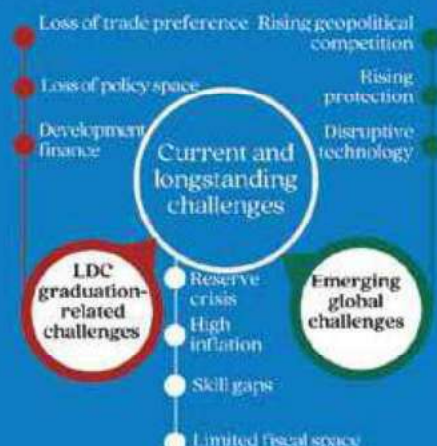 Loss of trade preference
Loss of policy space
Development
finance
Rising geopolitical
competition
Rising
protection
Disruptive
technology
Current and
longstanding
challenges
LDC
graduation-
related
challenges
Emerging
global
challenges
Reserve
crisis
High
inflation
Skill gaps
Limited fiscal space